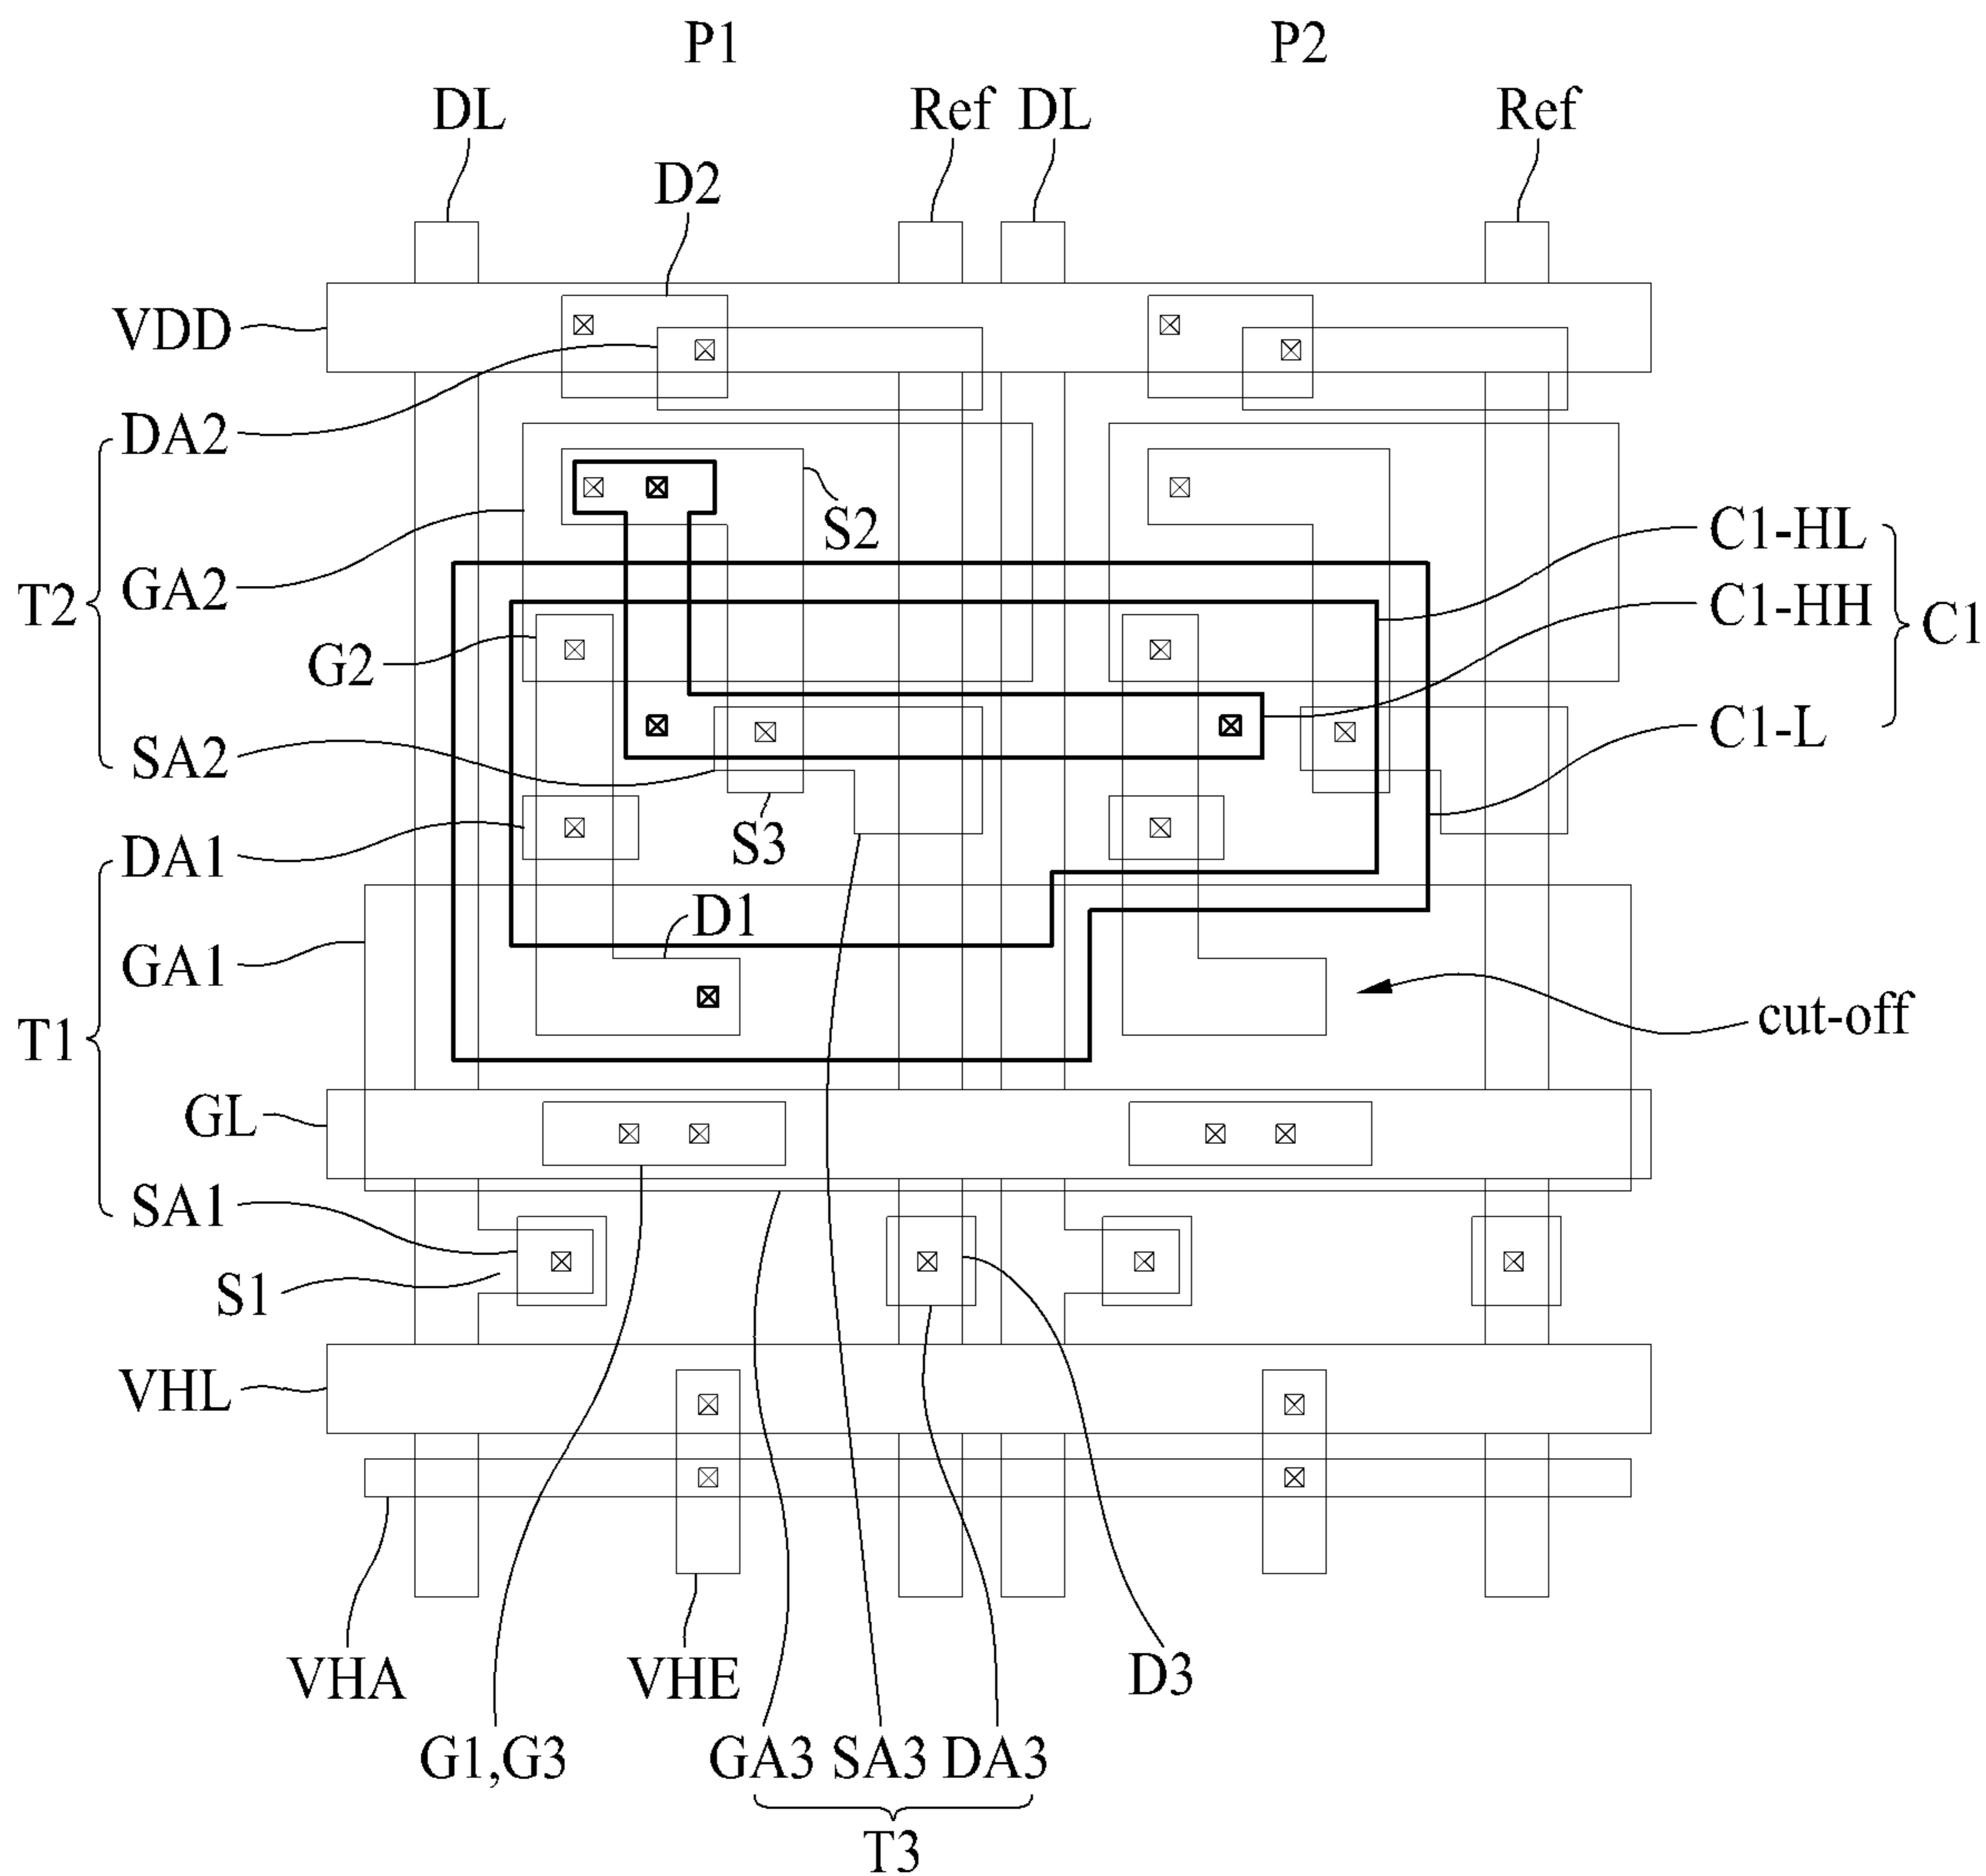 P1 P2
DL Ref DL Ref
D2
VDD
DA2
S2
C1-HL
T2 GA2 C1-HH C1
G2
SA2 C1-L
DA1 S3
D1
GA1 cut-off
T1
GL
SA1
S1
VHL
VHA VHE D3
G1,G3 GA3 SA3 DA3
T3